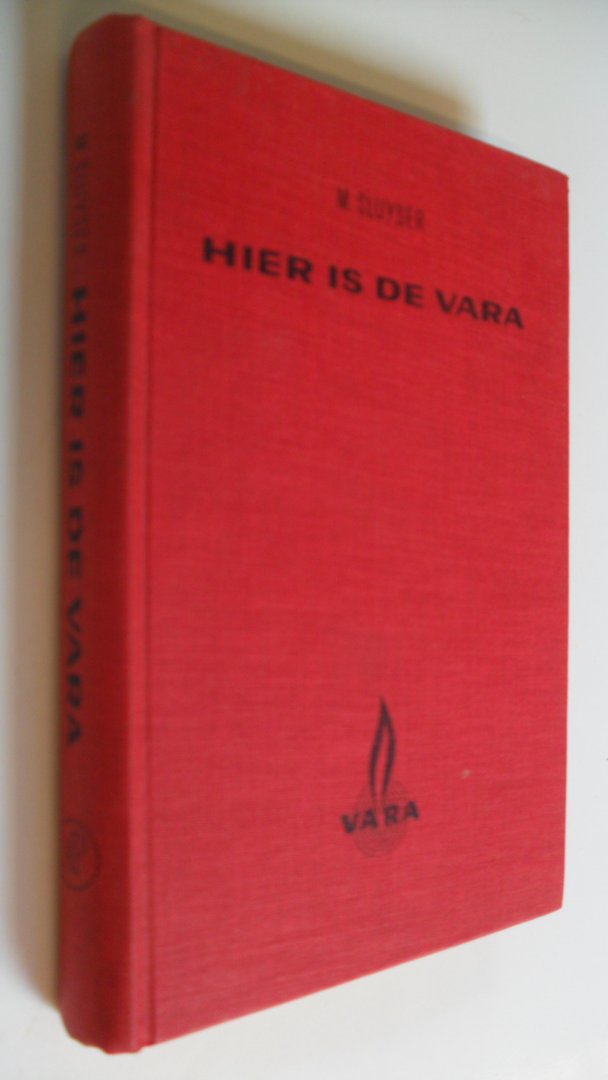 M. SLUYSER
HIER IS DE VARA
VARA
M. SLUYSER HIER IS DE VARA